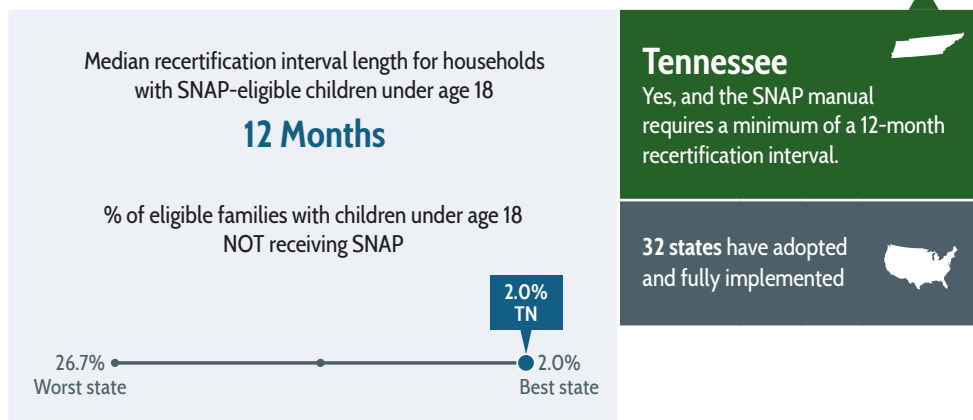 Median recertification interval length for households
with SNAP-eligible children under age 18
12 Months
% of eligible families with children under age 18
NOT receiving SNAP
2.0%
TN
26.7%
2.0%
Worst state
Best state
Tennessee
Yes, and the SNAP manual
requires a minimum of a 12-month
recertification interval.
32 states have adopted
and fully implemented